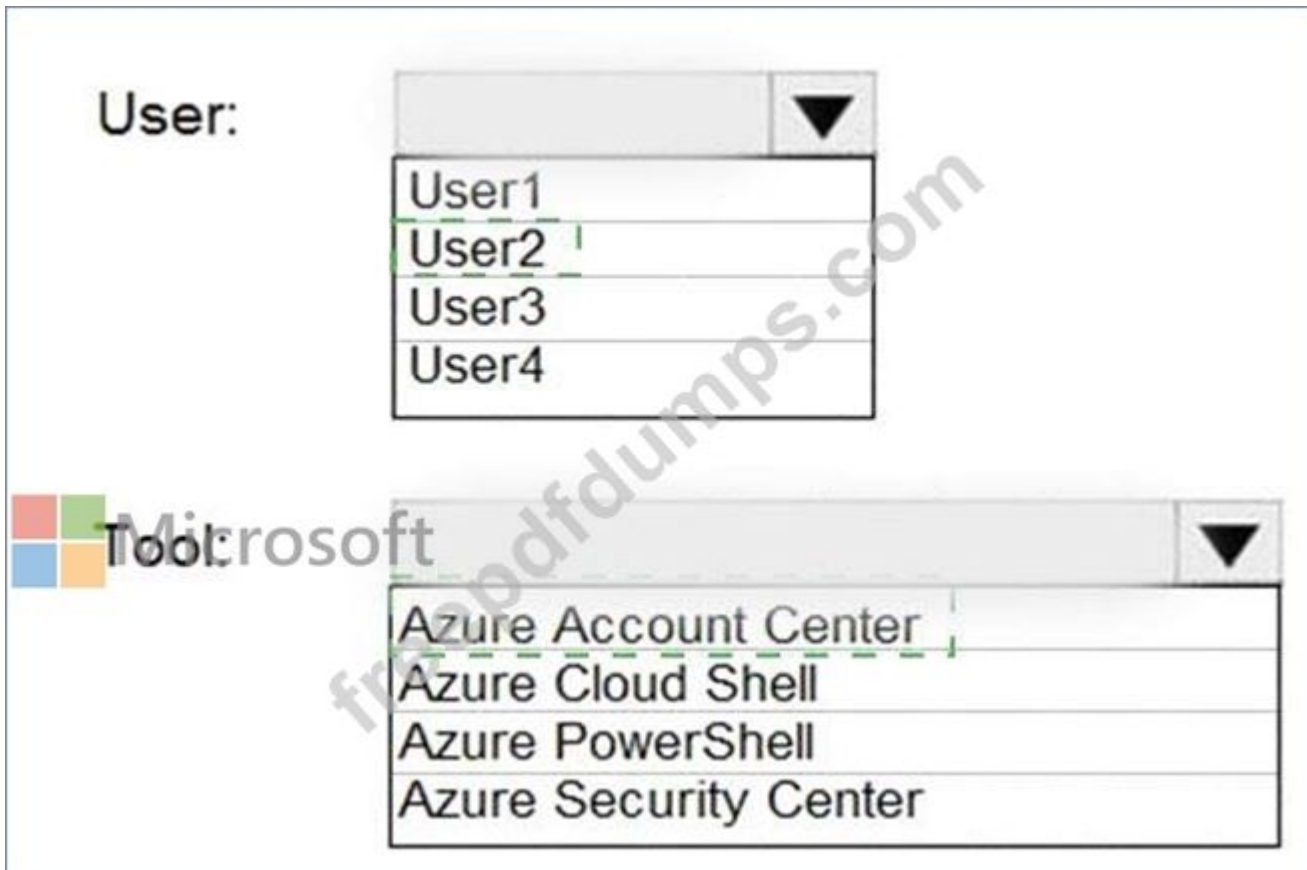 User:
User1
User2
User3
User4
Microsoft
Tool:
Azure Account Center
Azure Cloud Shell
Azure PowerShell
Azure Security Center
freepdfdumps.com